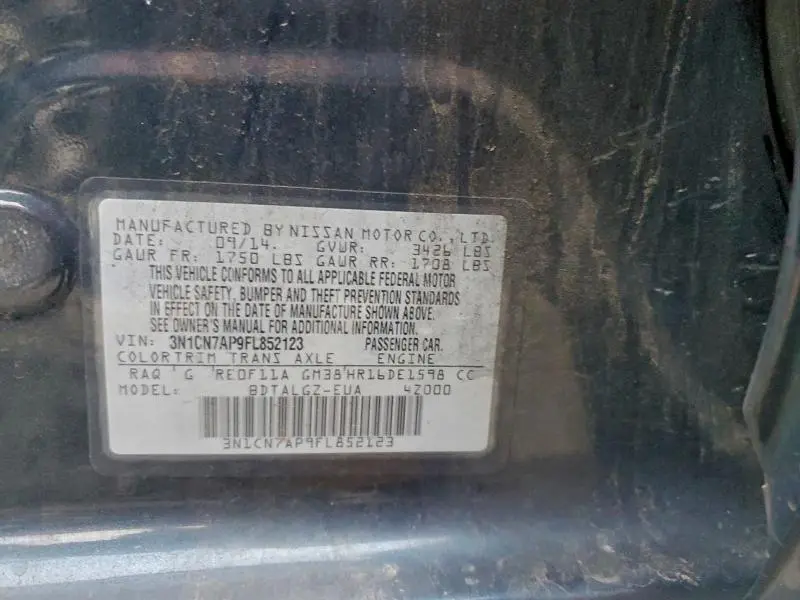 MANUFACTURED BY NISSAN MOTOR CO., LTD.
DATE: 09/14. GVWR: 3426 LBS
GAWR FR: 1750 LBS GAWR RR: 1708 LBS
THIS VEHICLE CONFORMS TO ALL APPLICABLE FEDERAL MOTOR
VEHICLE SAFETY, BUMPER AND THEFT PREVENTION STANDARDS
IN EFFECT ON THE DATE OF MANUFACTURE SHOWN ABOVE.
SEE OWNER'S MANUAL FOR ADDITIONAL INFORMATION.
VIN: 3N1CN7AP9FL852123 PASSENGER CAR.
COLOR TRIM TRANS AXLE ENGINE
RAQ G RE0F11A GM38 HR16DE1598 CC
MODEL: BDTALGZ-EUA 4Z000
3N1CN7AP9FL852123